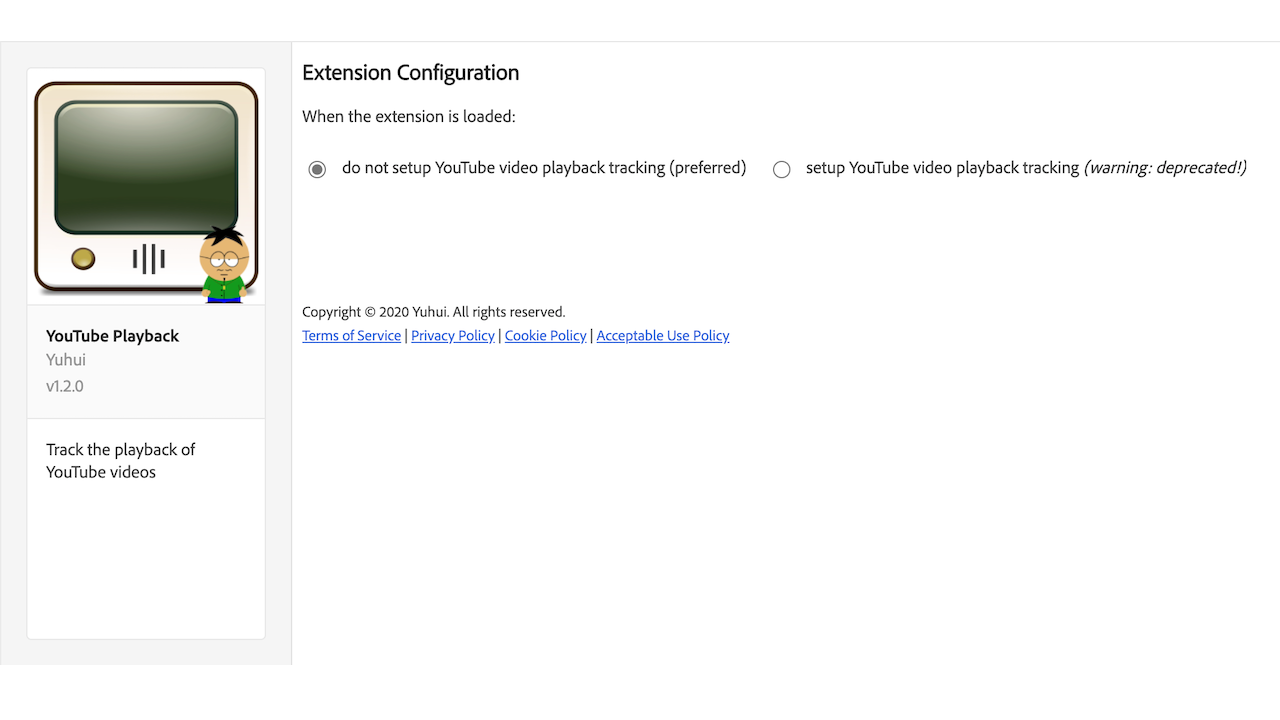 Extension Configuration
When the extension is loaded:
do not setup YouTube video playback tracking (preferred)
setup YouTube video playback tracking (warning: deprecated!)
Copyright © 2020 Yuhui. All rights reserved.
Terms of Service | Privacy Policy | Cookie Policy | Acceptable Use Policy
YouTube Playback
Yuhui
v1.2.0
Track the playback of
YouTube videos